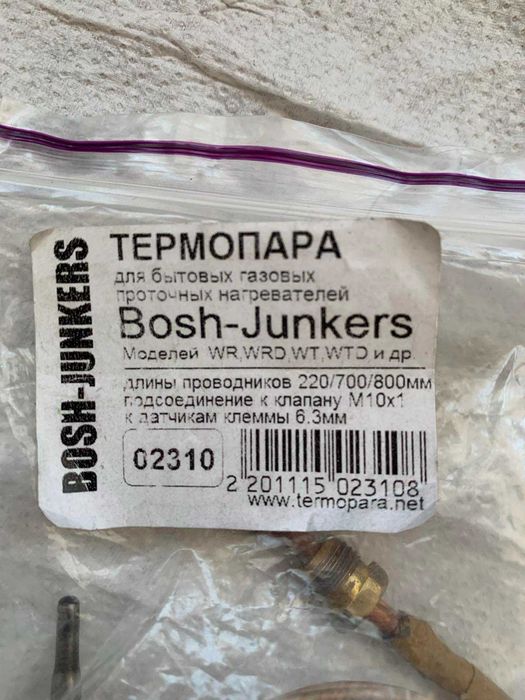 BOSH-JUNKERS
ТЕРМОПАРА
для бытовых газовых
проточных нагревателей
Bosh-Junkers
Моделей WR,WRD,WT,WTD и др.
длины проводников 220/700/800мм
подсоединение к клапану М10х1
к датчикам клеммы 6.3мм
02310
2 201115 023108
www.termopara.net